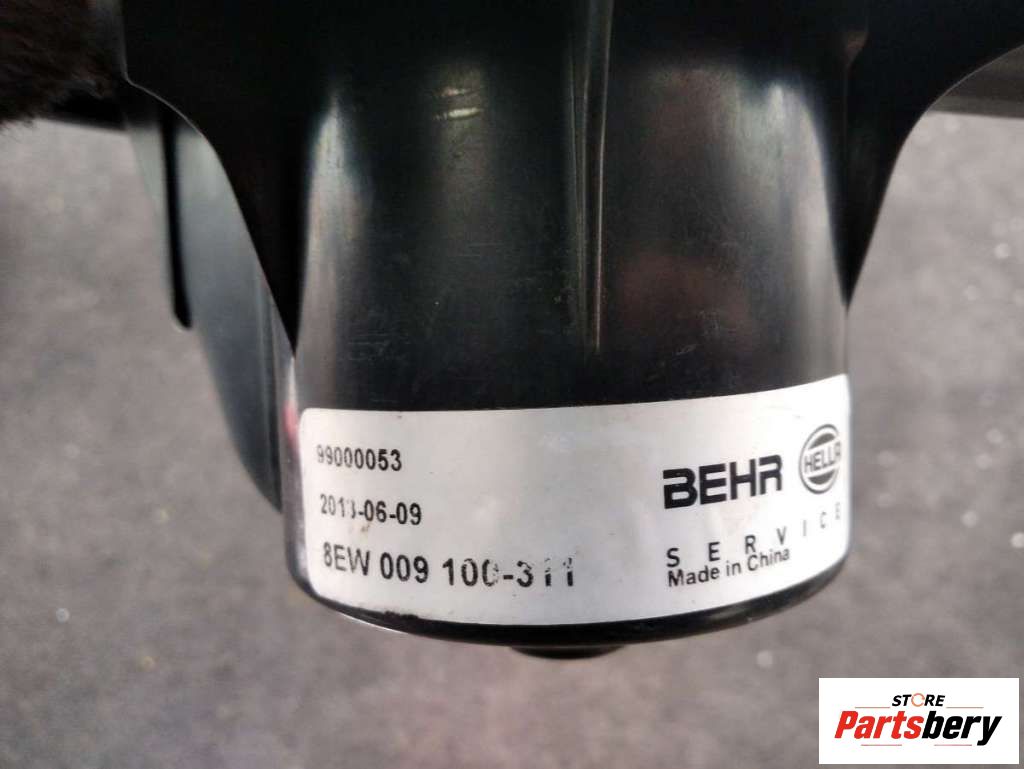 99000053
2013-06-09
8EW 009 100-311
BEHR HELLA
SERVICE
Made in China
STORE
Partsbery